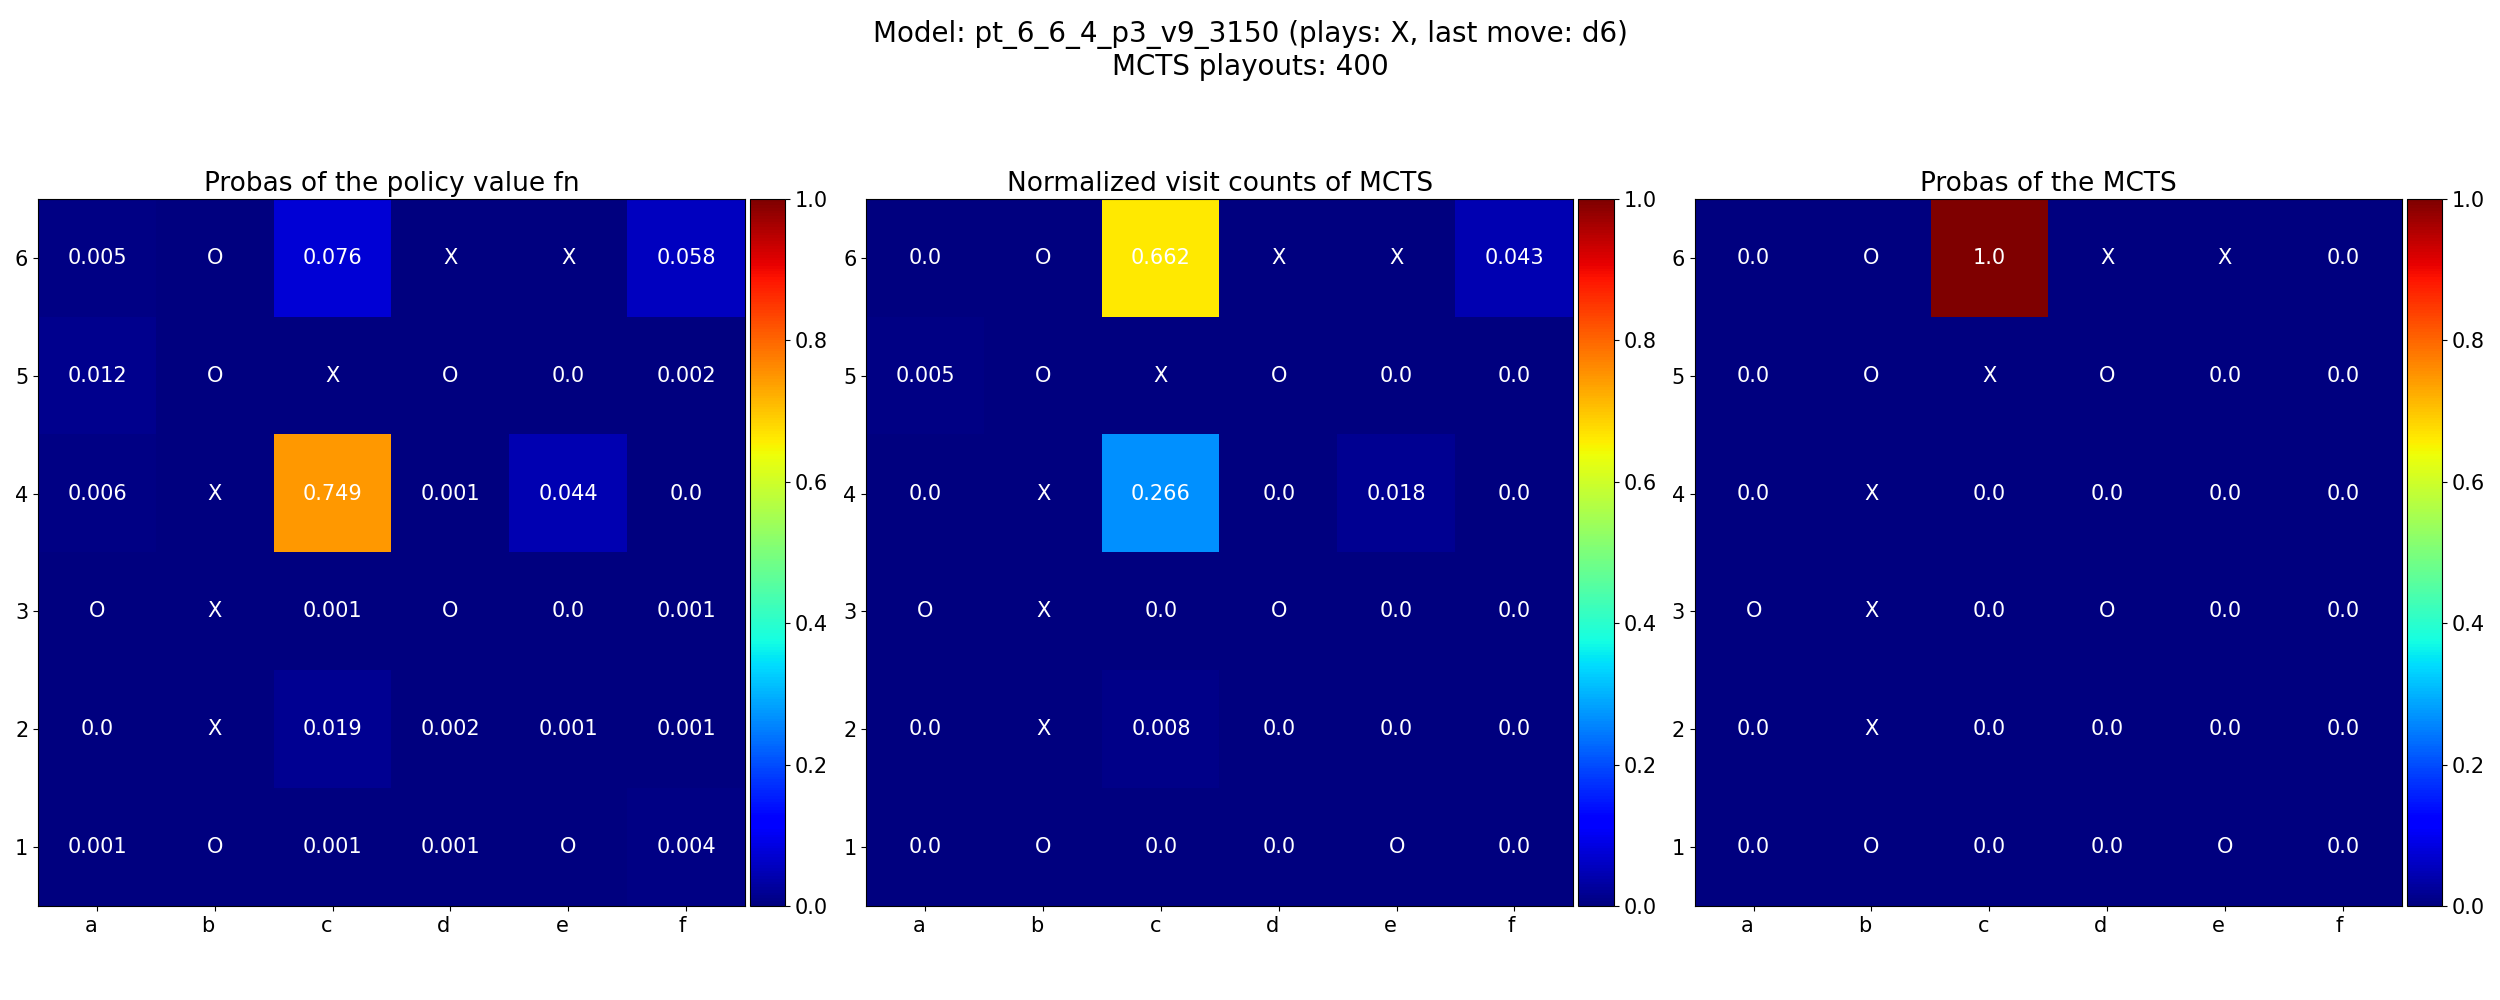 Model: pt_6_6_4_p3_v9_3150 (plays: X, last move: d6)
MCTS playouts: 400
Probas of the policy value fn
6 0.005 O 0.076 X X 0.058
5 0.012 O X O 0.0 0.002
4 0.006 X 0.749 0.001 0.044 0.0
3 O X 0.001 O 0.0 0.001
2 0.0 X 0.019 0.002 0.001 0.001
1 0.001 O 0.001 0.001 O 0.004
a b c d e f
1.0
0.8
0.6
0.4
0.2
0.0
Normalized visit counts of MCTS
6 0.0 O 0.662 X X 0.043
5 0.005 O X O 0.0 0.0
4 0.0 X 0.266 0.0 0.018 0.0
3 O X 0.0 O 0.0 0.0
2 0.0 X 0.008 0.0 0.0 0.0
1 0.0 O 0.0 0.0 O 0.0
a b c d e f
1.0
0.8
0.6
0.4
0.2
0.0
Probas of the MCTS
6 0.0 O 1.0 X X 0.0
5 0.0 O X O 0.0 0.0
4 0.0 X 0.0 0.0 0.0 0.0
3 O X 0.0 O 0.0 0.0
2 0.0 X 0.0 0.0 0.0 0.0
1 0.0 O 0.0 0.0 O 0.0
a b c d e f
1.0
0.8
0.6
0.4
0.2
0.0